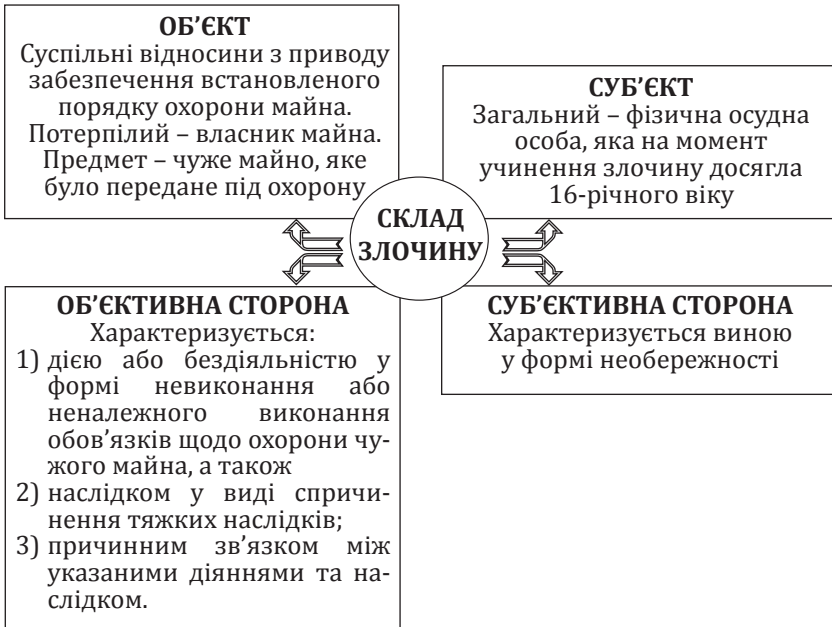 ОБ’ЄКТ
Суспільні відносини з приводу
забезпечення встановленого
порядку охорони майна.
Потерпілий – власник майна.
Предмет – чуже майно, яке
було передане під охорону
СУБ’ЄКТ
Загальний – фізична осудна
особа, яка на момент
учинення злочину досягла
16-річного віку
СКЛАД
ЗЛОЧИНУ
ОБ’ЄКТИВНА СТОРОНА
Характеризується:
1) дією або бездіяльністю у
формі невиконання або
неналежного виконання
обов’язків щодо охорони чу-
жого майна, а також
2) наслідком у виді спричи-
нення тяжких наслідків;
3) причинним зв’язком між
указаними діяннями та на-
слідком.
СУБ’ЄКТИВНА СТОРОНА
Характеризується виною
у формі необережності